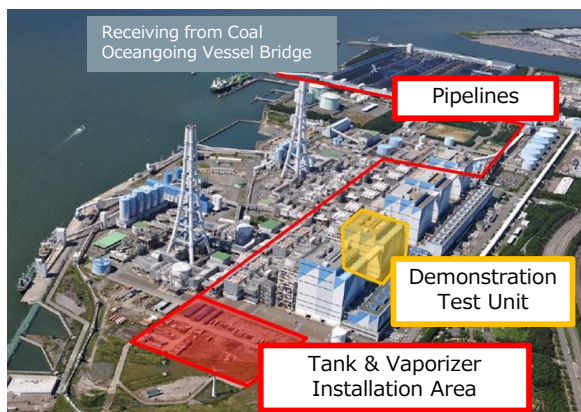 Receiving from Coal
Oceangoing Vessel Bridge
Pipelines
Demonstration
Test Unit
Tank & Vaporizer
Installation Area